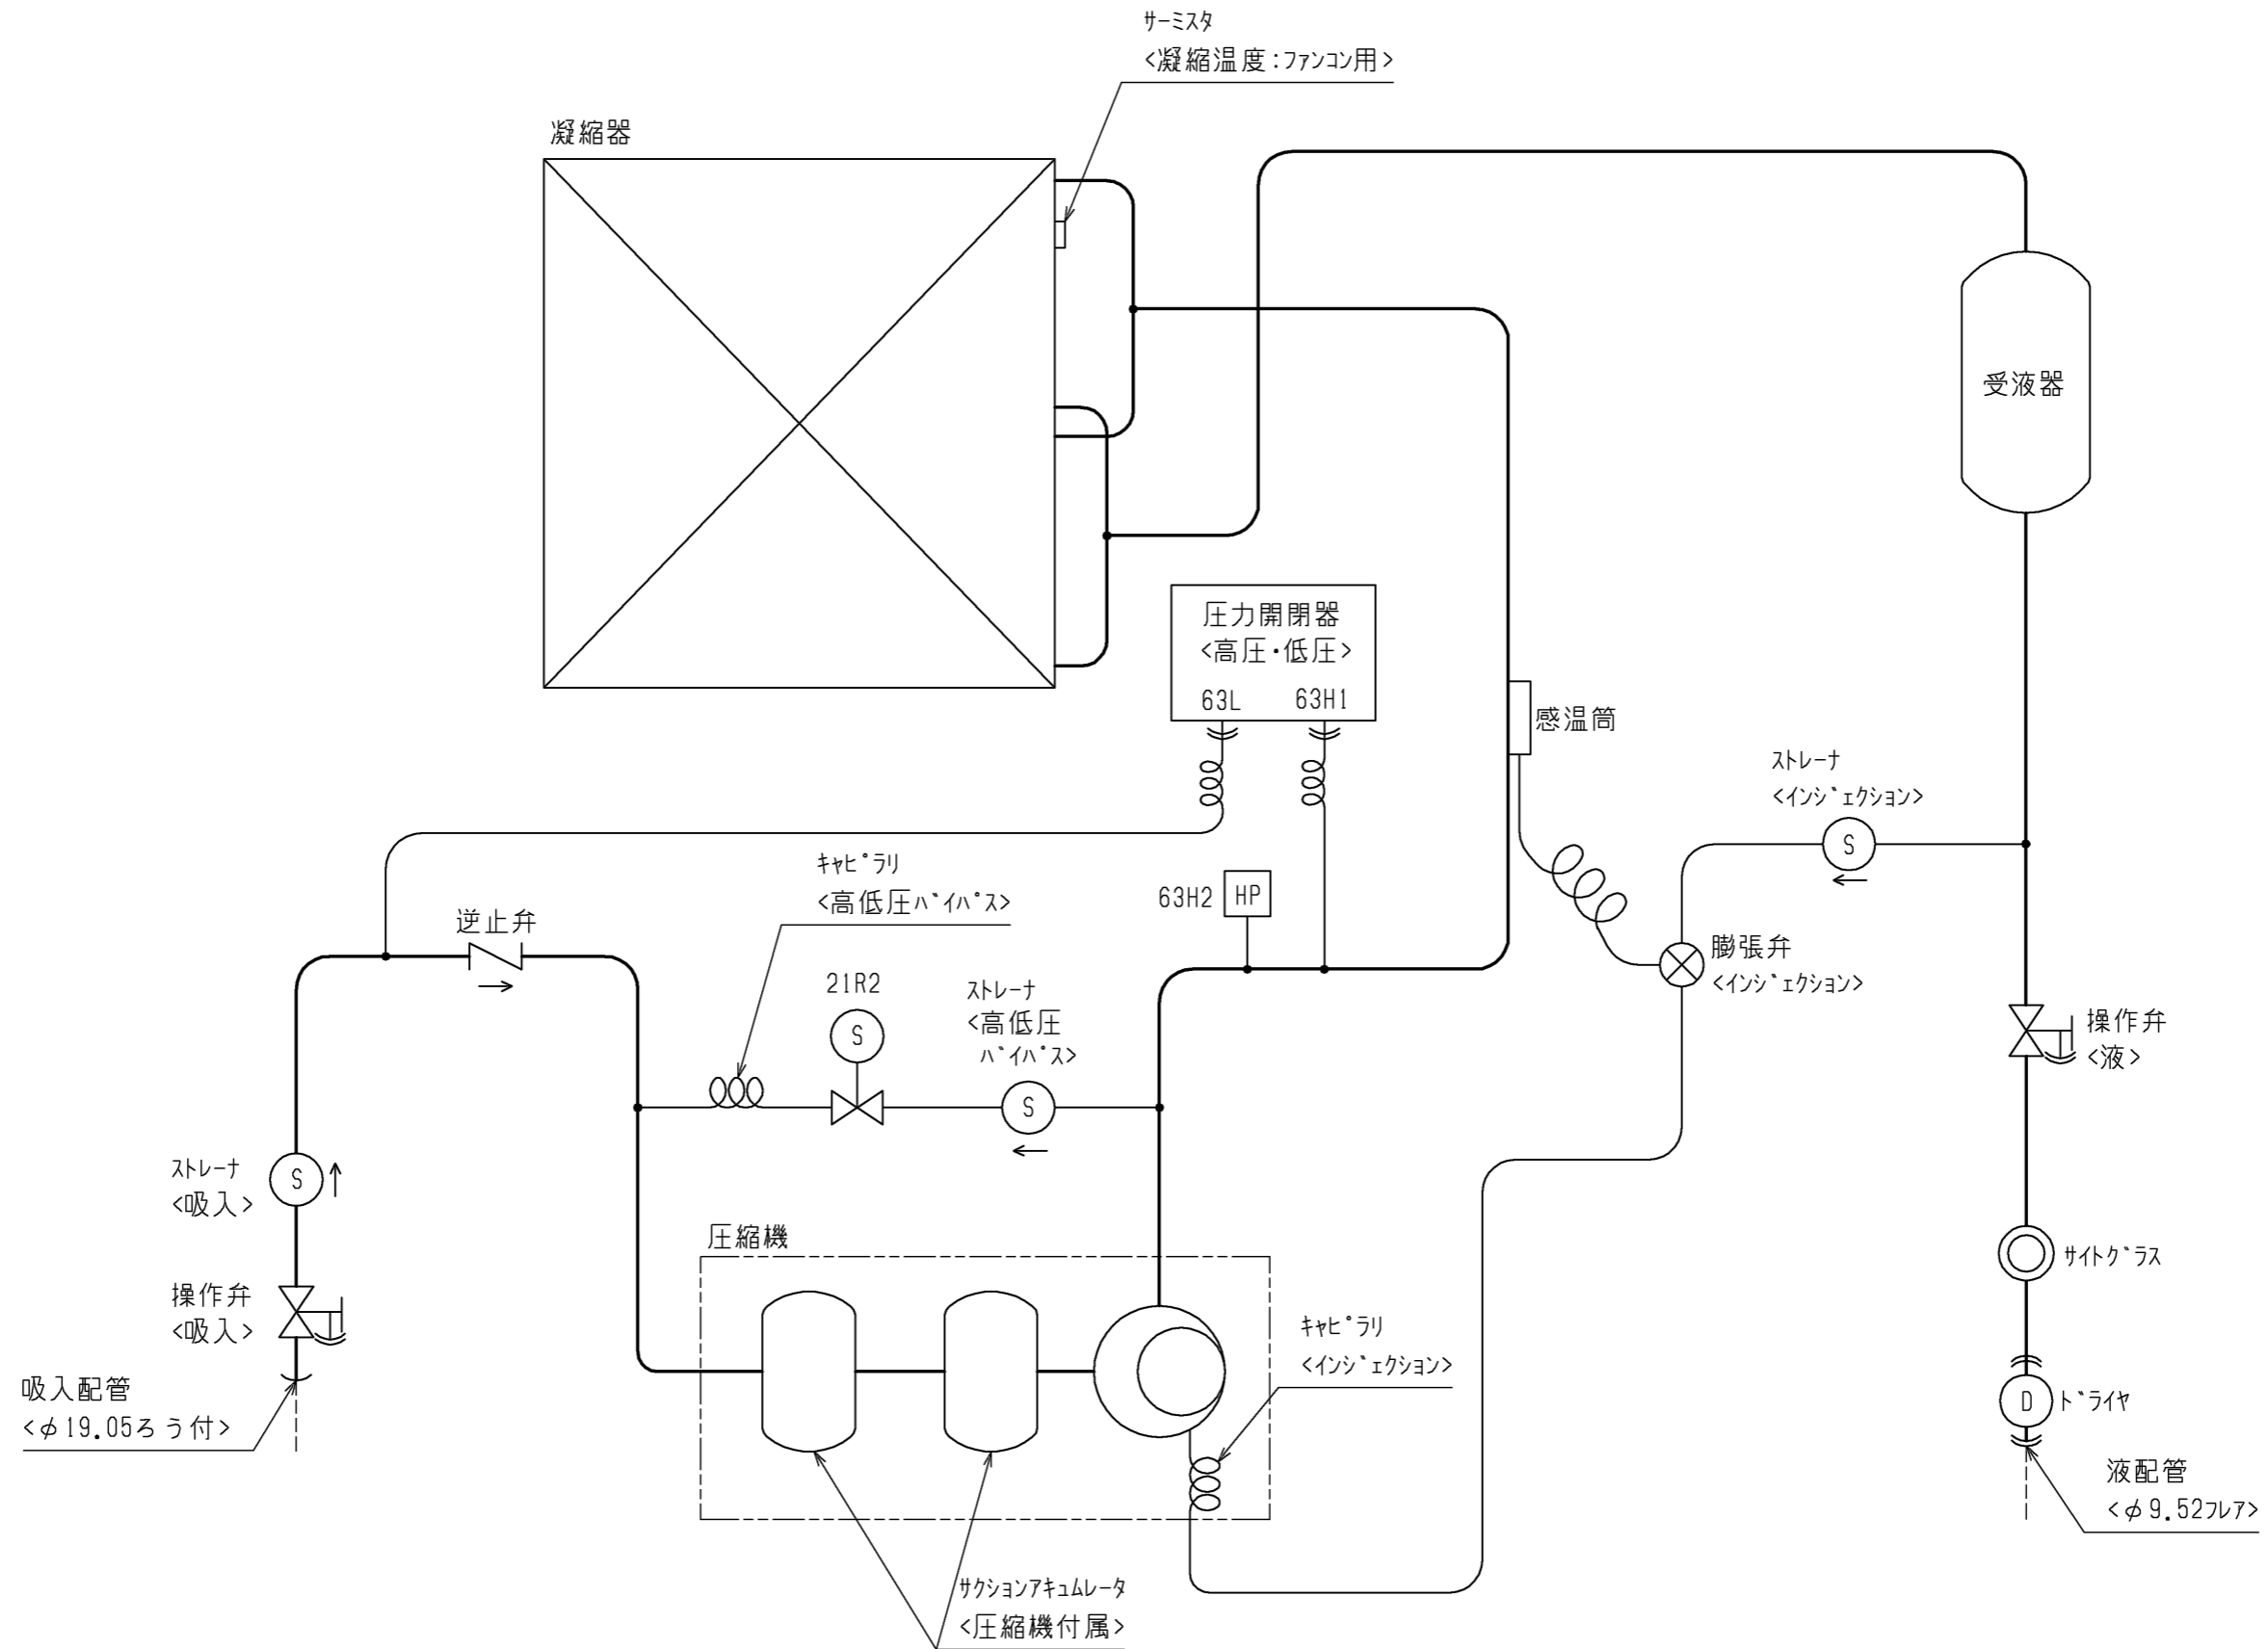 サーミスタ
<凝縮温度:ファンコン用>
凝縮器
受液器
圧力開閉器
<高圧・低圧>
63L
63H1
感温筒
ストレーナ
<インジェクション>
S
キャピラリ
<高低圧バイパス>
63H2
HP
逆止弁
膨張弁
<インジェクション>
21R2
S
ストレーナ
<高低圧
バイパス>
S
操作弁
<液>
ストレーナ
<吸入>
S
圧縮機
サイトグラス
操作弁
<吸入>
キャピラリ
<インジェクション>
吸入配管
<φ19.05ろう付>
D
ドライヤ
液配管
<φ9.52フレア>
サクションアキュムレータ
<圧縮機付属>